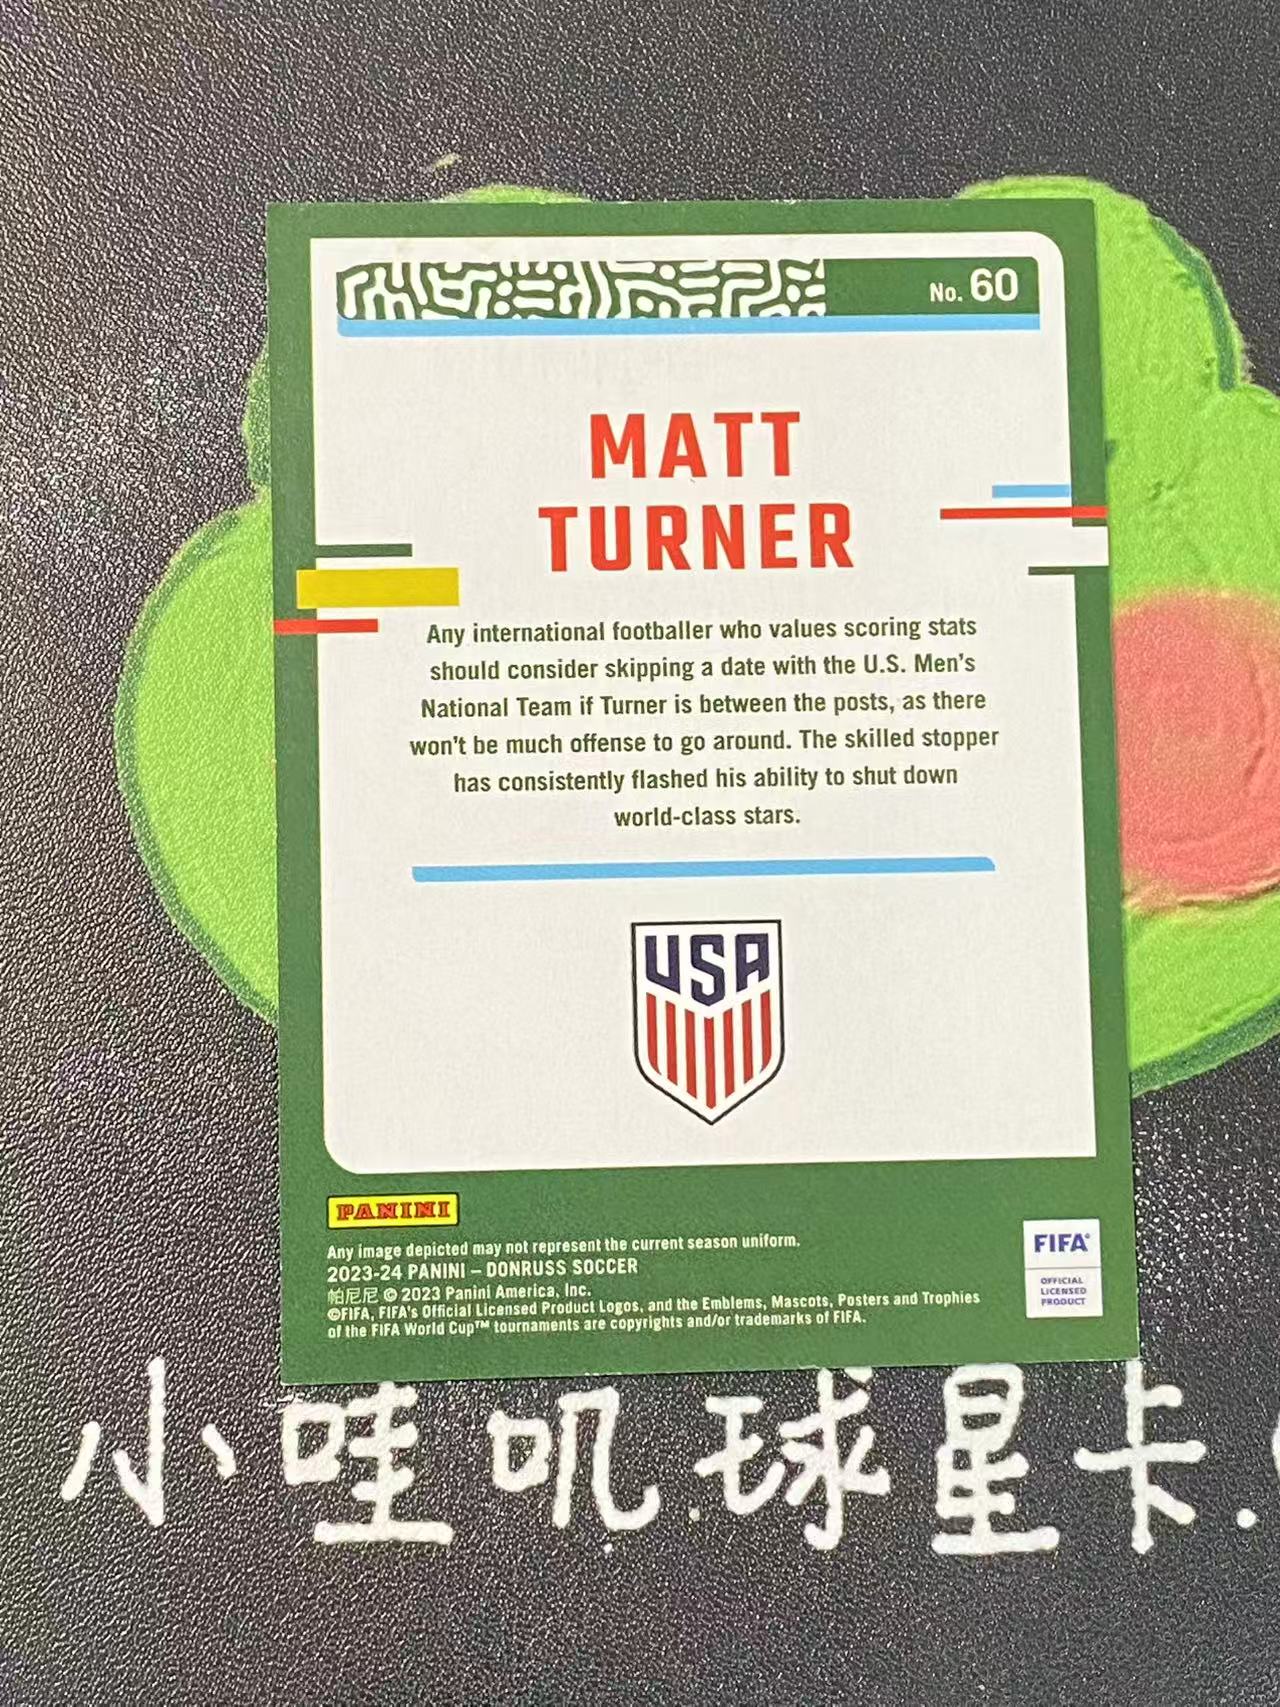 No. 60
MATT
TURNER
Any international footballer who values scoring stats
should consider skipping a date with the U.S. Men's
National Team if Turner is between the posts, as there
won't be much offense to go around. The skilled stopper
has consistently flashed his ability to shut down
world-class stars.
USA
PANINI
Any image depicted may not represent the current season uniform.
2023-24 PANINI – DONRUSS SOCCER
帕尼尼 © 2023 Panini America, Inc.
©FIFA, FIFA's Official Licensed Product Logos, and the Emblems, Mascots, Posters and Trophies
of the FIFA World Cup™ tournaments are copyrights and/or trademarks of FIFA.
FIFA®
OFFICIAL
LICENSED
PRODUCT
小哇叽.球星卡.